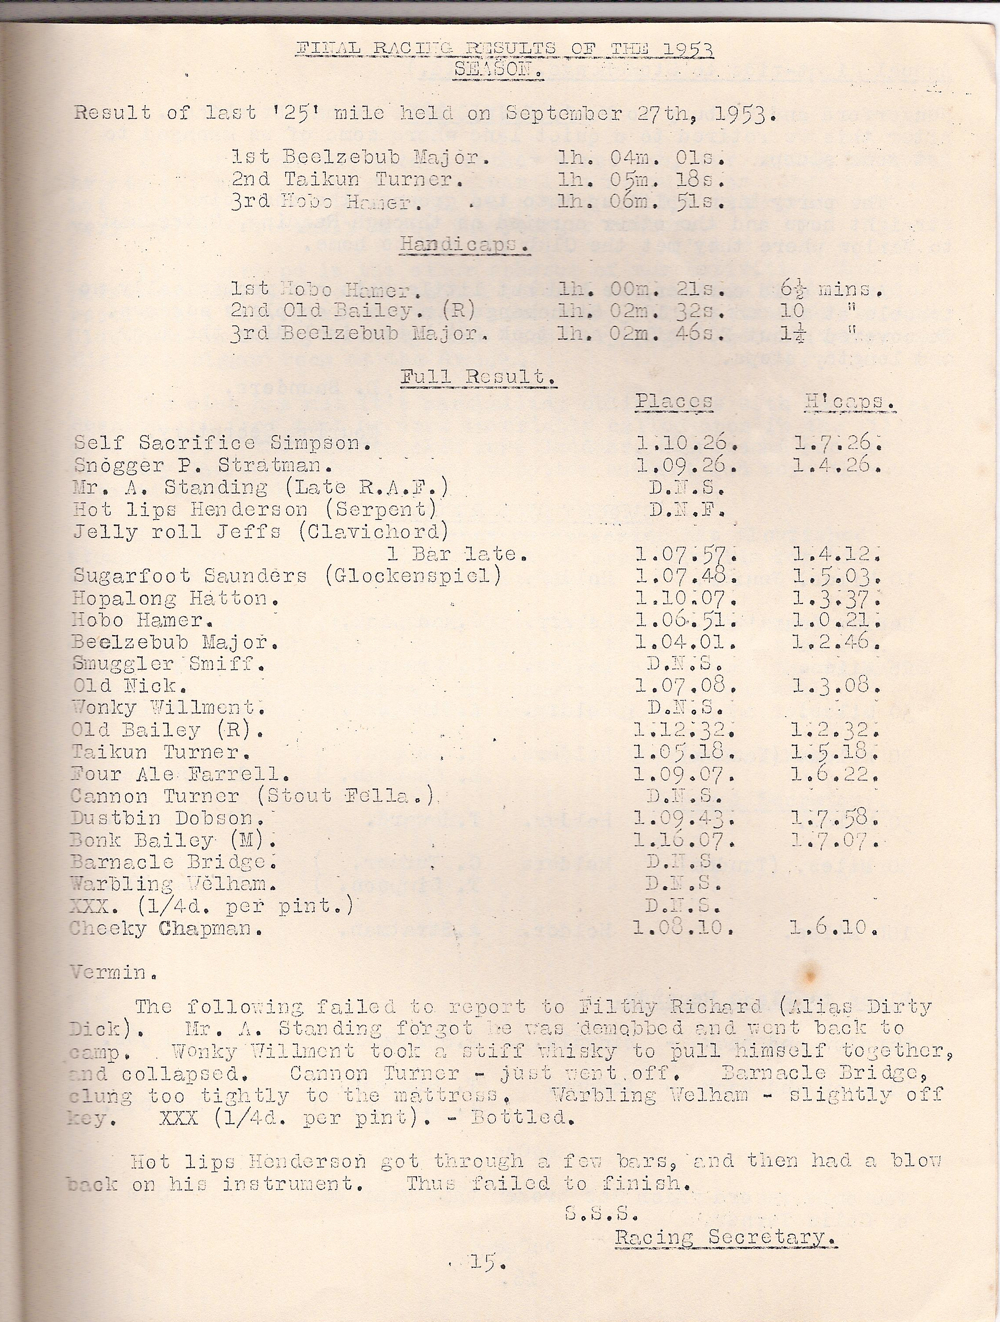 FINAL RACING RESULTS OF THE 1953
SEASON.
Result of last '25' mile held on September 27th, 1953.
1st Beelzebub Major. 1h. 04m. 01s.
2nd Taikun Turner. 1h. 05m. 18s.
3rd Hobo Hamer. 1h. 06m. 51s.
Handicaps.
1st Hobo Hamer. 1h. 00m. 21s. 6½ mins.
2nd Old Bailey. (R) 1h. 02m. 32s. 10 "
3rd Beelzebub Major. 1h. 02m. 46s. 1¼ "
Full Result.
Places H'caps.
Self Sacrifice Simpson. 1.10.26. 1.7.26.
Snogger P. Stratman. 1.09.26. 1.4.26.
Mr. A. Standing (Late R.A.F.) D.N.S.
Hot lips Henderson (Serpent) D.N.F.
Jelly roll Jeffs (Clavichord)
1 Bar late. 1.07.57. 1.4.12.
Sugarfoot Saunders (Glockenspiel) 1.07.48. 1.5.03.
Hopalong Hatton. 1.10.07. 1.3.37.
Hobo Hamer. 1.06.51. 1.0.21.
Beelzebub Major. 1.04.01. 1.2.46.
Smuggler Smiff. D.N.S.
Old Nick. 1.07.08. 1.3.08.
Wonky Willment. D.N.S.
Old Bailey (R). 1.12.32. 1.2.32.
Taikun Turner. 1.05.18. 1.5.18.
Four Ale Farrell. 1.09.07. 1.6.22.
Cannon Turner (Stout Fella.) D.N.S.
Dustbin Dobson. 1.09.43. 1.7.58.
Bonk Bailey (M). 1.16.07. 1.7.07.
Barnacle Bridge. D.N.S.
Warbling Welham. D.N.S.
XXX. (1/4d. per pint.) D.N.S.
Cheeky Chapman. 1.08.10. 1.6.10.
Vermin.
The following failed to report to Filthy Richard (Alias Dirty
Dick). Mr. A. Standing forgot he was demobbed and went back to
camp. Wonky Willment took a stiff whisky to pull himself together,
and collapsed. Cannon Turner - just went off. Barnacle Bridge,
clung too tightly to the mattress. Warbling Welham - slightly off
key. XXX (1/4d. per pint). - Bottled.
Hot lips Henderson got through a few bars, and then had a blow
back on his instrument. Thus failed to finish.
S.S.S.
Racing Secretary.
15.